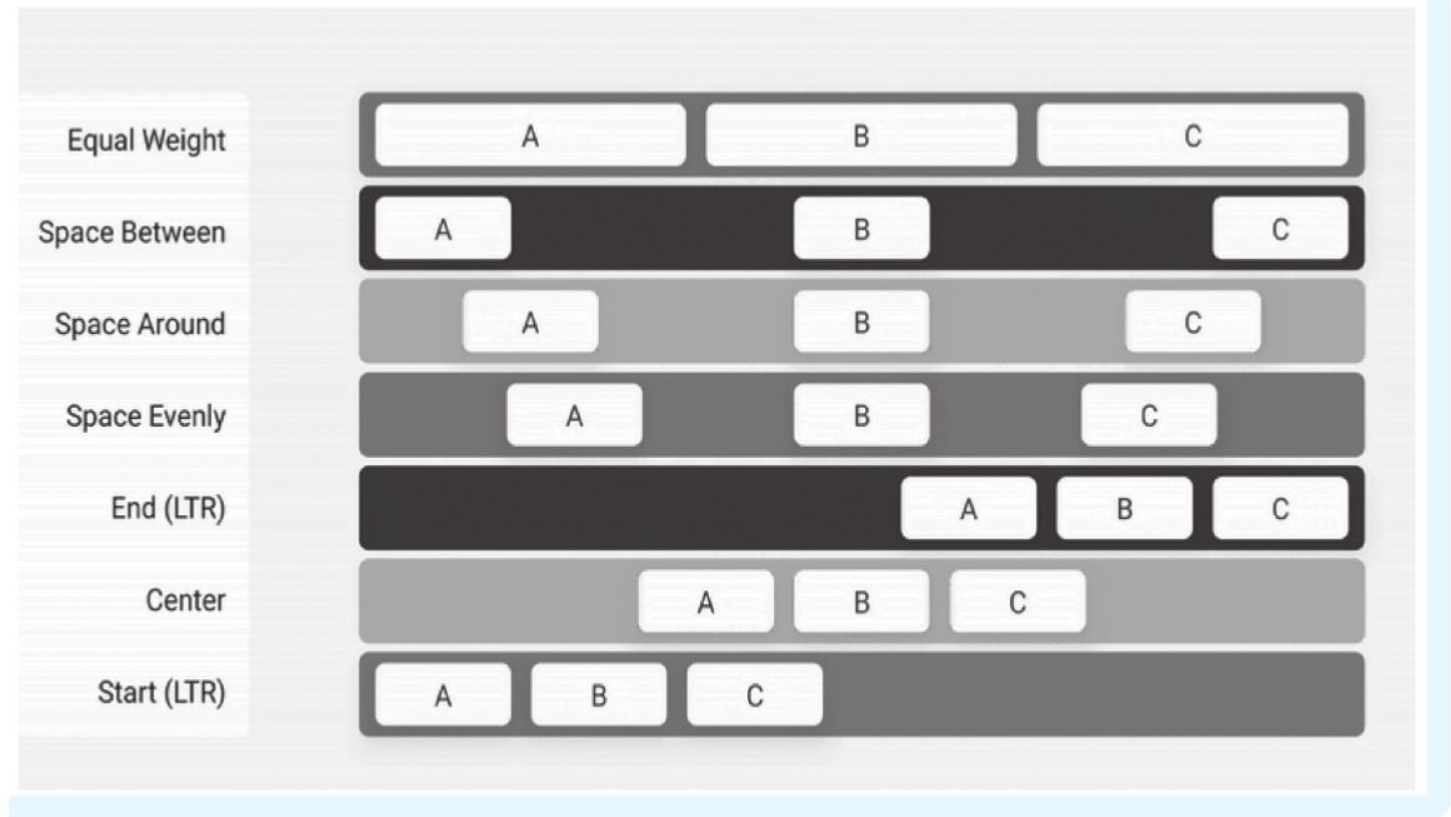 Equal Weight A B C
Space Between A B C
Space Around A B C
Space Evenly A B C
End (LTR) A B C
Center A B C
Start (LTR) A B C